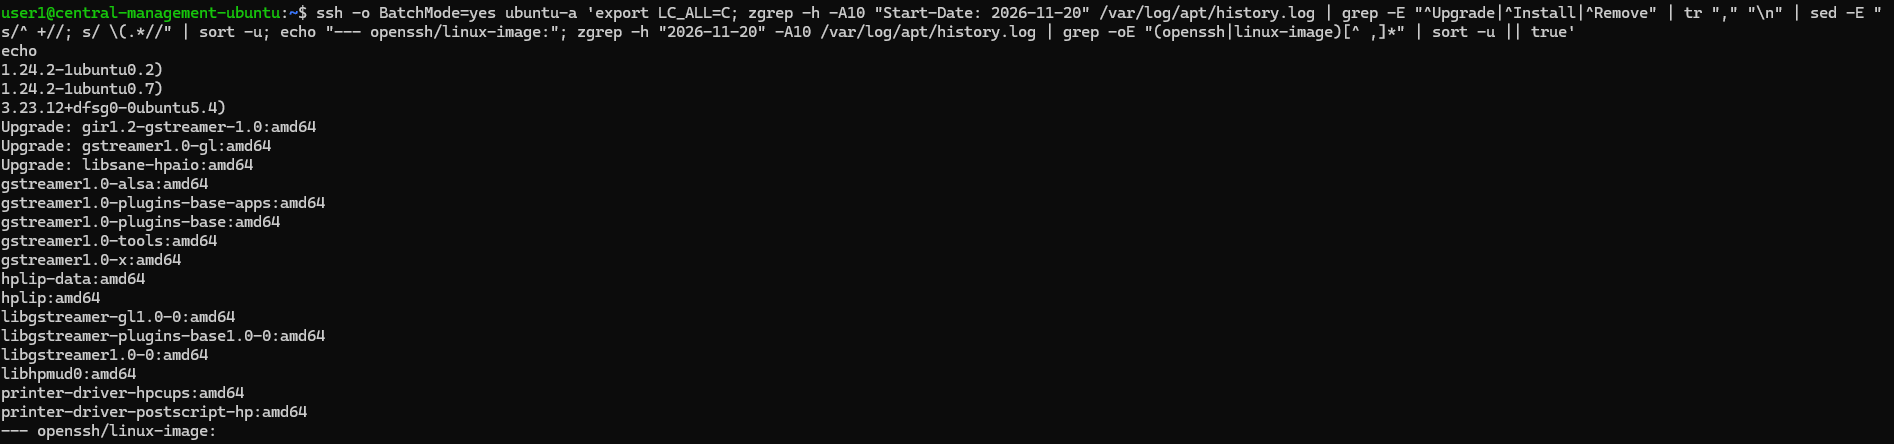 user1@central-management-ubuntu:~$ ssh -o BatchMode=yes ubuntu-a 'export LC_ALL=C; zgrep -h -A10 "Start-Date: 2026-11-20" /var/log/apt/history.log | grep -E "^Upgrade|^Install|^Remove" | tr "," "\n" | sed -E "
s/^ +//; s/ \(.*//" | sort -u; echo "--- openssh/linux-image:"; zgrep -h "2026-11-20" -A10 /var/log/apt/history.log | grep -oE "(openssh|linux-image)[^ ,]*" | sort -u || true'
echo
1.24.2-1ubuntu0.2)
1.24.2-1ubuntu0.7)
3.23.12+dfsg0-0ubuntu5.4)
Upgrade: gir1.2-gstreamer-1.0:amd64
Upgrade: gstreamer1.0-gl:amd64
Upgrade: libsane-hpaio:amd64
gstreamer1.0-alsa:amd64
gstreamer1.0-plugins-base-apps:amd64
gstreamer1.0-plugins-base:amd64
gstreamer1.0-tools:amd64
gstreamer1.0-x:amd64
hplip-data:amd64
hplip:amd64
libgstreamer-gl1.0-0:amd64
libgstreamer-plugins-base1.0-0:amd64
libgstreamer1.0-0:amd64
libhpmud0:amd64
printer-driver-hpcups:amd64
printer-driver-postscript-hp:amd64
--- openssh/linux-image: